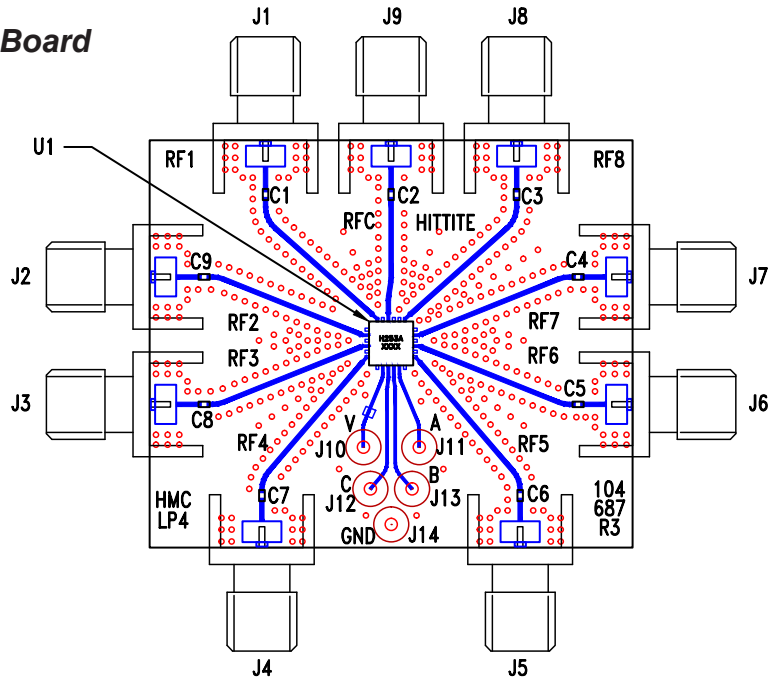 J1 J9 J8
Board
U1
RF1 RF8
C1 C2 C3
RFC HITTITE
J2 C9 C4 J7
RF2 RF7
H253A
XXXX
RF3 RF6
J3 C8 C5 J6
V A
RF4 J10 J11 RF5
C B
C7 J12 J13 C6
HMC
LP4
104
687
R3
GND J14
J4 J5